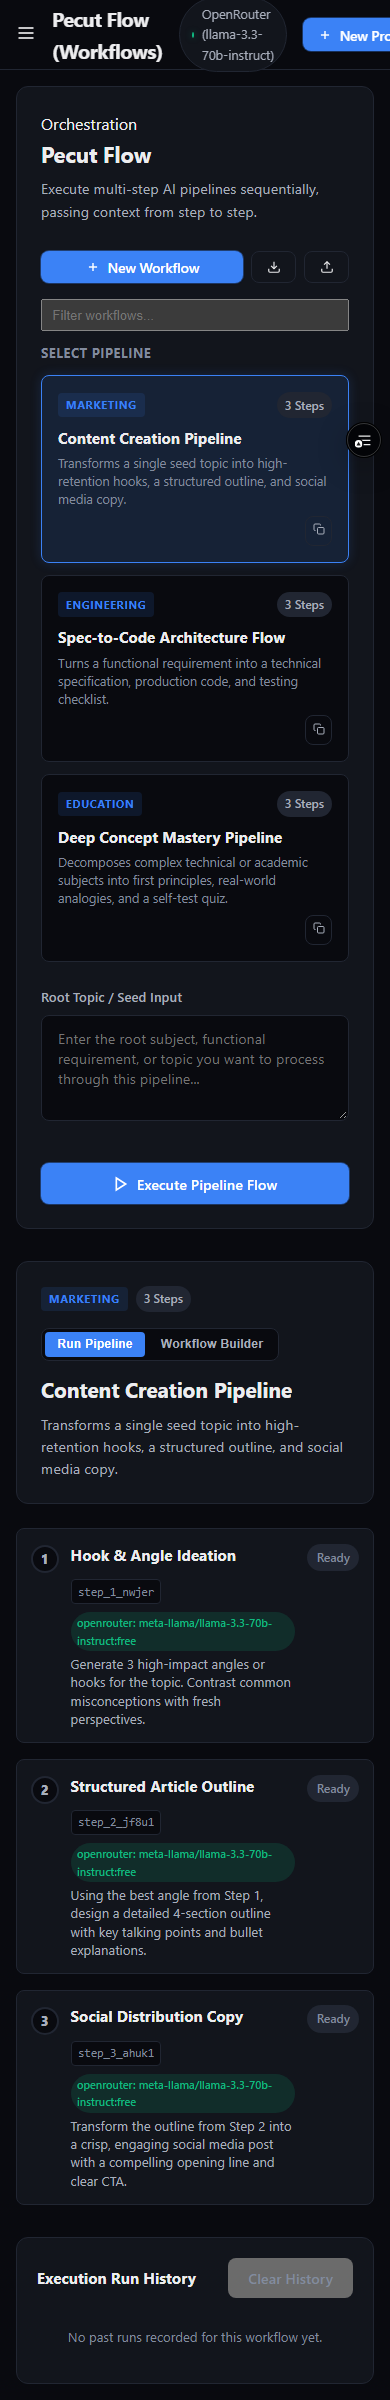 Pecut Flow
(Workflows)
OpenRouter
(llama-3.3-
70b-instruct)
+ New Pro
Orchestration
Pecut Flow
Execute multi-step AI pipelines sequentially,
passing context from step to step.
+ New Workflow
Filter workflows...
SELECT PIPELINE
MARKETING
3 Steps
Content Creation Pipeline
Transforms a single seed topic into high-
retention hooks, a structured outline, and social
media copy.
ENGINEERING
3 Steps
Spec-to-Code Architecture Flow
Turns a functional requirement into a technical
specification, production code, and testing
checklist.
EDUCATION
3 Steps
Deep Concept Mastery Pipeline
Decomposes complex technical or academic
subjects into first principles, real-world
analogies, and a self-test quiz.
Root Topic / Seed Input
Enter the root subject, functional
requirement, or topic you want to process
through this pipeline...
Execute Pipeline Flow
MARKETING
3 Steps
Run Pipeline
Workflow Builder
Content Creation Pipeline
Transforms a single seed topic into high-
retention hooks, a structured outline, and social
media copy.
1
Hook & Angle Ideation
Ready
step_1_nwjer
openrouter: meta-llama/llama-3.3-70b-
instruct:free
Generate 3 high-impact angles or
hooks for the topic. Contrast common
misconceptions with fresh
perspectives.
2
Structured Article Outline
Ready
step_2_jf8u1
openrouter: meta-llama/llama-3.3-70b-
instruct:free
Using the best angle from Step 1,
design a detailed 4-section outline
with key talking points and bullet
explanations.
3
Social Distribution Copy
Ready
step_3_ahuk1
openrouter: meta-llama/llama-3.3-70b-
instruct:free
Transform the outline from Step 2 into
a crisp, engaging social media post
with a compelling opening line and
clear CTA.
Execution Run History
Clear History
No past runs recorded for this workflow yet.